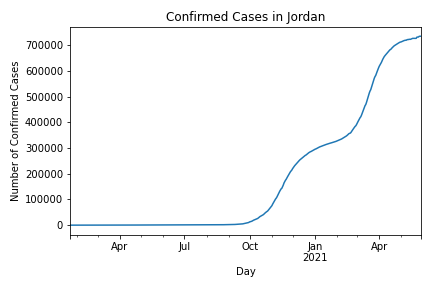 Confirmed Cases in Jordan
Number of Confirmed Cases
700000
600000
500000
400000
300000
200000
100000
0
Apr Jul Oct Jan Apr
2021
Day